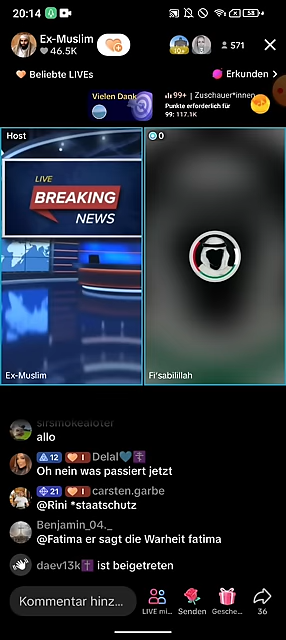 20:14
58
Ex-Muslim
46.5K
10+
571
Beliebte LIVEs
Erkunden
Vielen Dank
99+ | Zuschauer*innen
Punkte erforderlich für
99: 117.1K
Host
0
LIVE
BREAKING
NEWS
Ex-Muslim
Fi'sabilillah
sirsmokealoter
allo
12 I Delal
Oh nein was passiert jetzt
21 I carsten.garbe
@Rini *staatschutz
Benjamin_04._
@Fatima er sagt die Warheit fatima
daev13k ist beigetreten
Kommentar hinz...
LIVE mi...
Senden
Gesche...
36